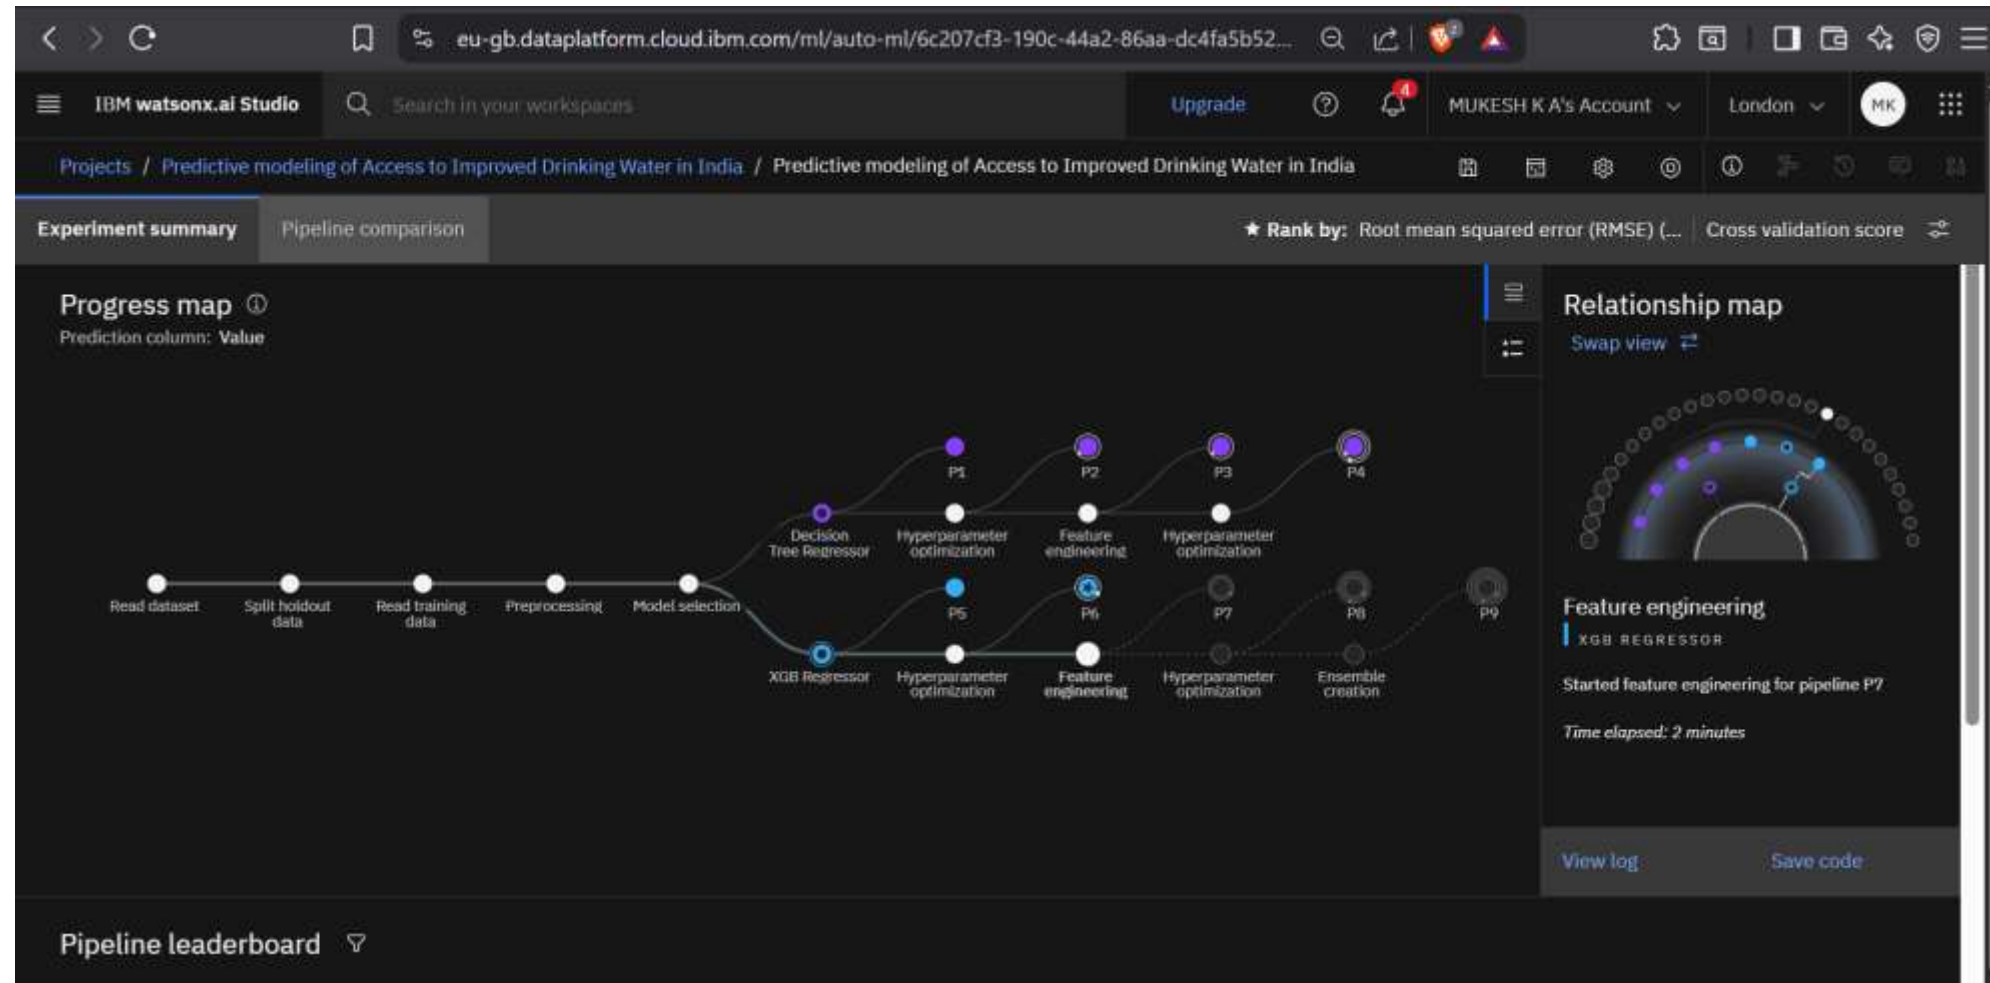 eu-gb.dataplatform.cloud.ibm.com/ml/auto-ml/6c207cf3-190c-44a2-86aa-dc4fa5b52...
IBM watsonx.ai Studio
Search in your workspaces
Upgrade
4
MUKESH K A's Account
London
MK
Projects / Predictive modeling of Access to Improved Drinking Water in India / Predictive modeling of Access to Improved Drinking Water in India
Experiment summary
Pipeline comparison
★ Rank by: Root mean squared error (RMSE) (...
Cross validation score
Progress map
Prediction column: Value
P1
P2
P3
P4
Decision
Tree Regressor
Hyperparameter
optimization
Feature
engineering
Hyperparameter
optimization
Read dataset
Split holdout
data
Read training
data
Preprocessing
Model selection
P5
P6
P7
P8
P9
XGB Regressor
Hyperparameter
optimization
Feature
engineering
Hyperparameter
optimization
Ensemble
creation
Relationship map
Swap view
Feature engineering
XGB REGRESSOR
Started feature engineering for pipeline P7
Time elapsed: 2 minutes
View log
Save code
Pipeline leaderboard